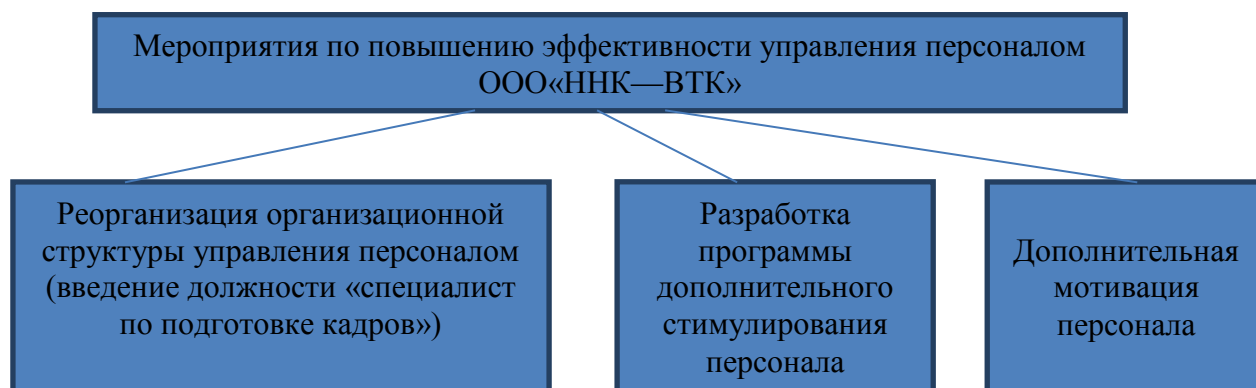 Мероприятия по повышению эффективности управления персоналом
ООО«ННК—ВТК»
Реорганизация организационной
структуры управления персоналом
(введение должности «специалист
по подготовке кадров»)
Разработка
программы
дополнительного
стимулирования
персонала
Дополнительная
мотивация
персонала